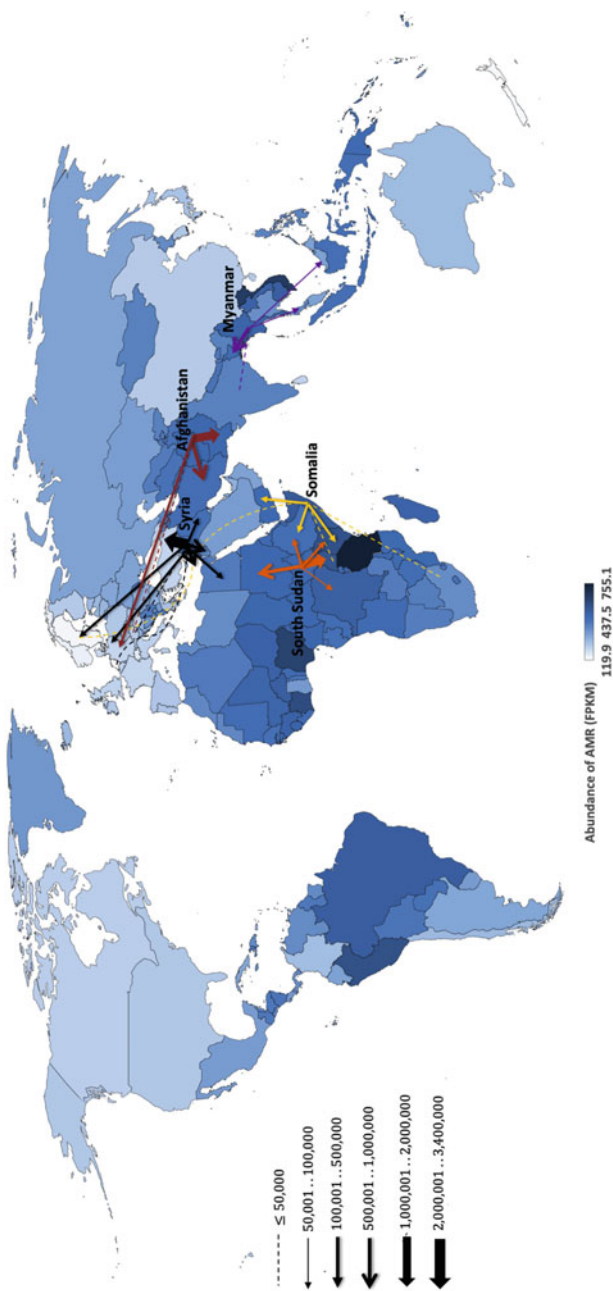 Myanmar
Afghanistan
Syria
Somalia
South Sudan
≤ 50,000
50,001 .. 100,000
100,001 .. 500,000
500,001 .. 1,000,000
1,000,001 .. 2,000,000
2,000,001 .. 3,400,000
Abundance of AMR (FPKM)
119.9 437.5 755.1